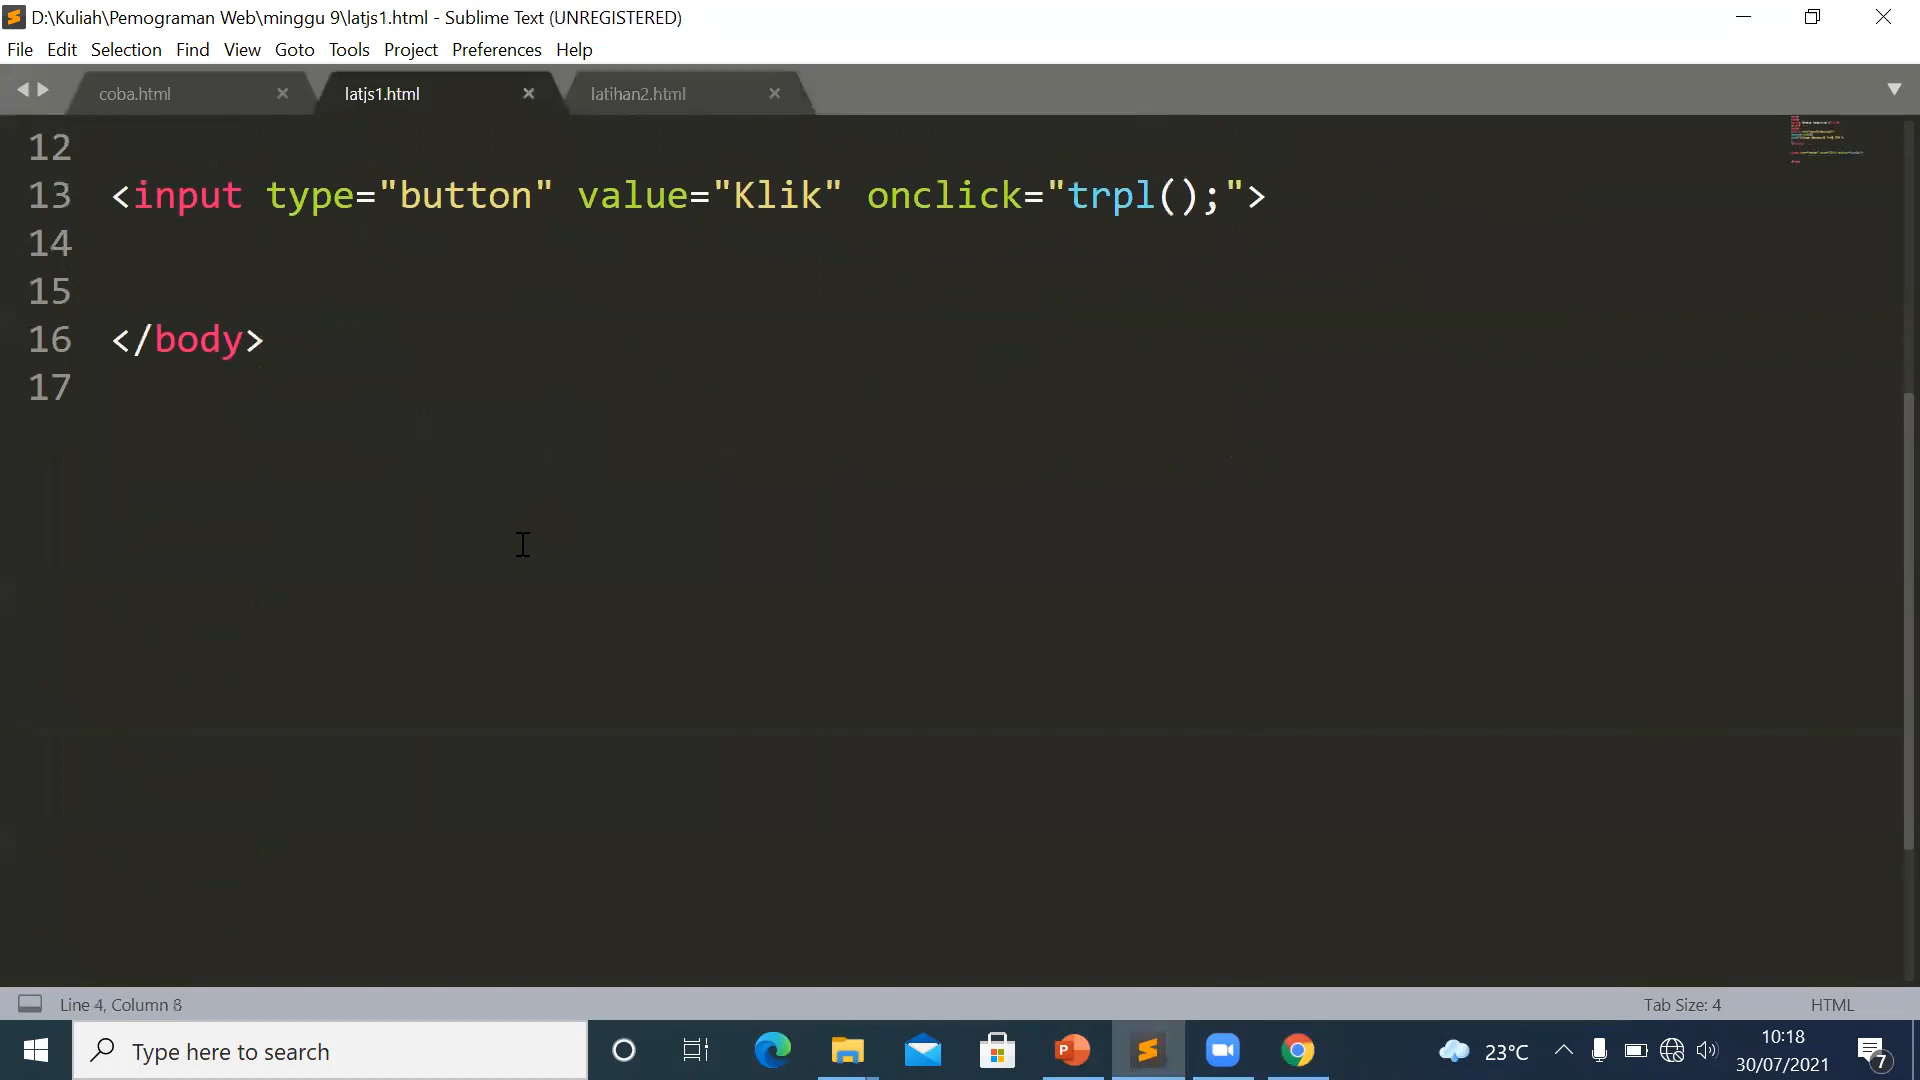 D:\Kuliah\Pemograman Web\minggu 9\latjs1.html - Sublime Text (UNREGISTERED)
File Edit Selection Find View Goto Tools Project Preferences Help
coba.html latjs1.html latihan2.html
12
13 <input type="button" value="Klik" onclick="trpl();">
14
15
16 </body>
17
Line 4, Column 8 Tab Size: 4 HTML
Type here to search
23°C
10:18
30/07/2021
7